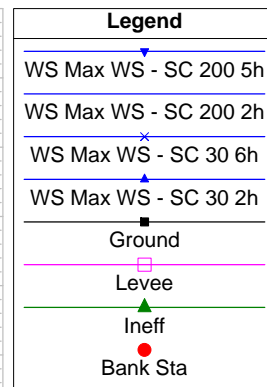 Legend
WS Max WS - SC 200 5h
WS Max WS - SC 200 2h
WS Max WS - SC 30 6h
WS Max WS - SC 30 2h
Ground
Levee
Ineff
Bank Sta